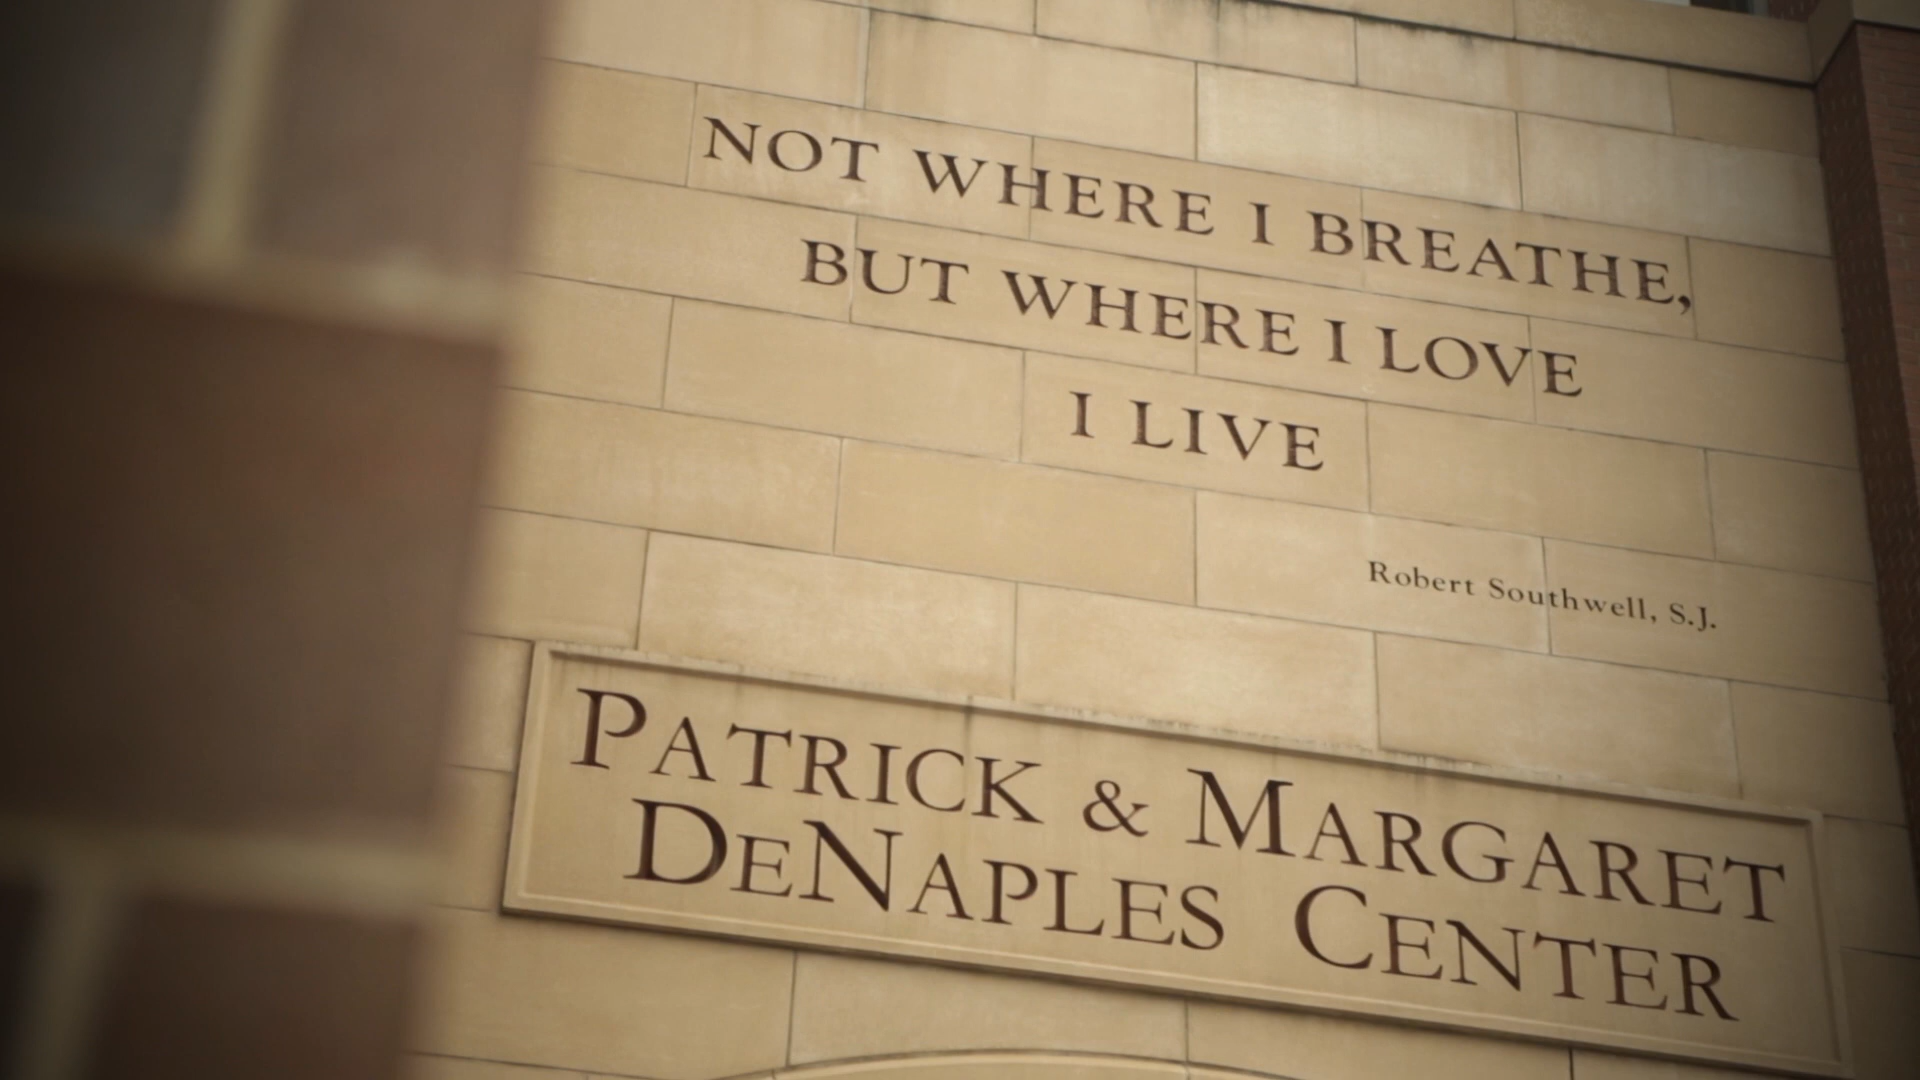 NOT WHERE I BREATHE,
BUT WHERE I LOVE
I LIVE
Robert Southwell, S.J.
PATRICK & MARGARET
DENAPLES CENTER